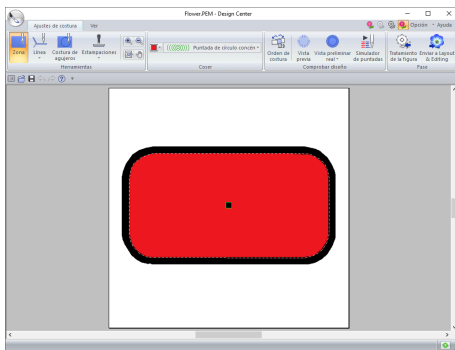 Flower.PEM - Design Center
Ajustes de costura Ver
Opción Ayuda
Zona Línea Costura de agujeros Estampaciones
Puntada de círculo concén
Orden de costura Vista previa Vista preliminar real Simulador de puntadas
Tratamiento de la figura Enviar a Layout & Editing
Herramientas Coser Comprobar diseño Fase